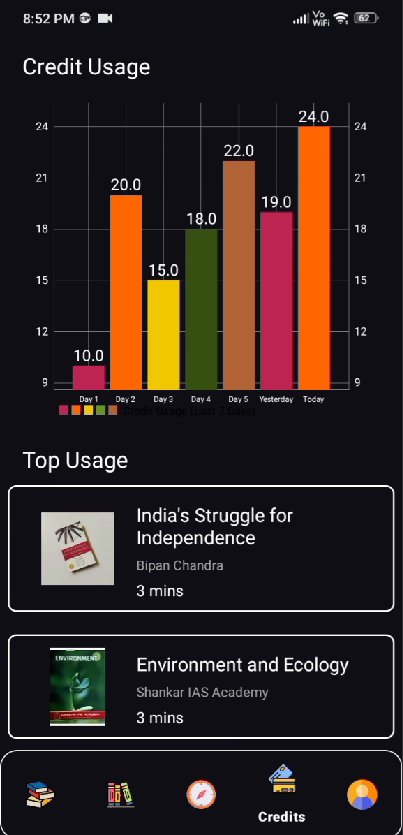 8:52 PM
Vo
WiFi
62
Credit Usage
24.0
24
24
22.0
21
21
20.0
19.0
18.0
18
18
15.0
15
15
12
12
10.0
9
9
Day 1
Day 2
Day 3
Day 4
Day 5
Yesterday
Today
Credit Usage (Last 7 Days)
Top Usage
India's Struggle for
Independence
Bipan Chandra
3 mins
ENVIRONMENT
Environment and Ecology
Shankar IAS Academy
3 mins
Credits